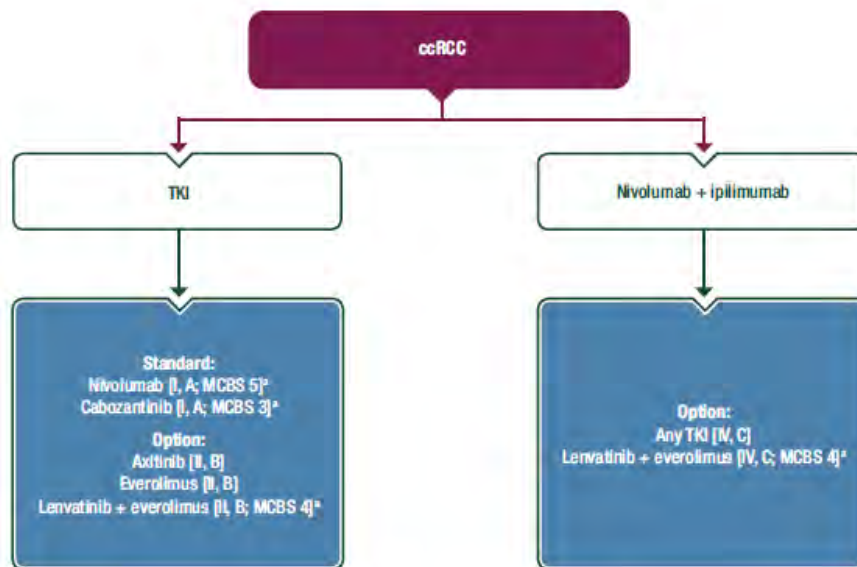 ccRCC
TKI
Nivolumab + ipilimumab
Standard:
Nivolumab [I, A; MCBS 5]ª
Cabozantinib [I, A; MCBS 3]ª
Option:
Axitinib [II, B]
Everolimus [II, B]
Lenvatinib + everolimus [II, B; MCBS 4]ª
Option:
Any TKI [IV, C]
Lenvatinib + everolimus [IV, C; MCBS 4]ª